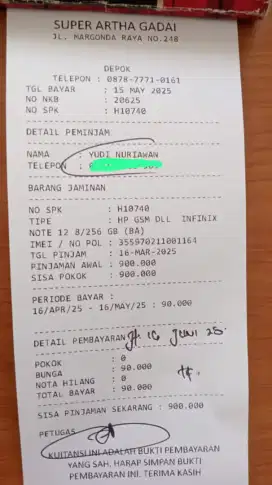 SUPER ARTHA GADAI
JL. MARGONDA RAYA NO.248
DEPOK
TELEPON : 0878-7771-0161
TGL BAYAR : 15 MAY 2025
NO NKB : 20625
NO SPK : H10740
DETAIL PEMINJAM
NAMA : YUDI NURIAWAN
TELEPON :
BARANG JAMINAN
NO SPK : H10740
TIPE : HP GSM DLL INFINIX
NOTE 12 8/256 GB (BA)
IMEI / NO POL : 355970211001164
TGL PINJAM : 16-MAR-2025
PINJAMAN AWAL : 900.000
SISA POKOK : 900.000
PERIODE BAYAR :
16/APR/25 - 16/MAY/25 : 90.000
DETAIL PEMBAYARAN Jt. 16 JUNI 25.
POKOK : 0
BUNGA : 90.000
NOTA HILANG : 0
TOTAL BAYAR : 90.000
SISA PINJAMAN SEKARANG : 900.000
PETUGAS
KUITANSI INI ADALAH BUKTI PEMBAYARAN
YANG SAH. HARAP SIMPAN BUKTI
PEMBAYARAN INI. TERIMA KASIH